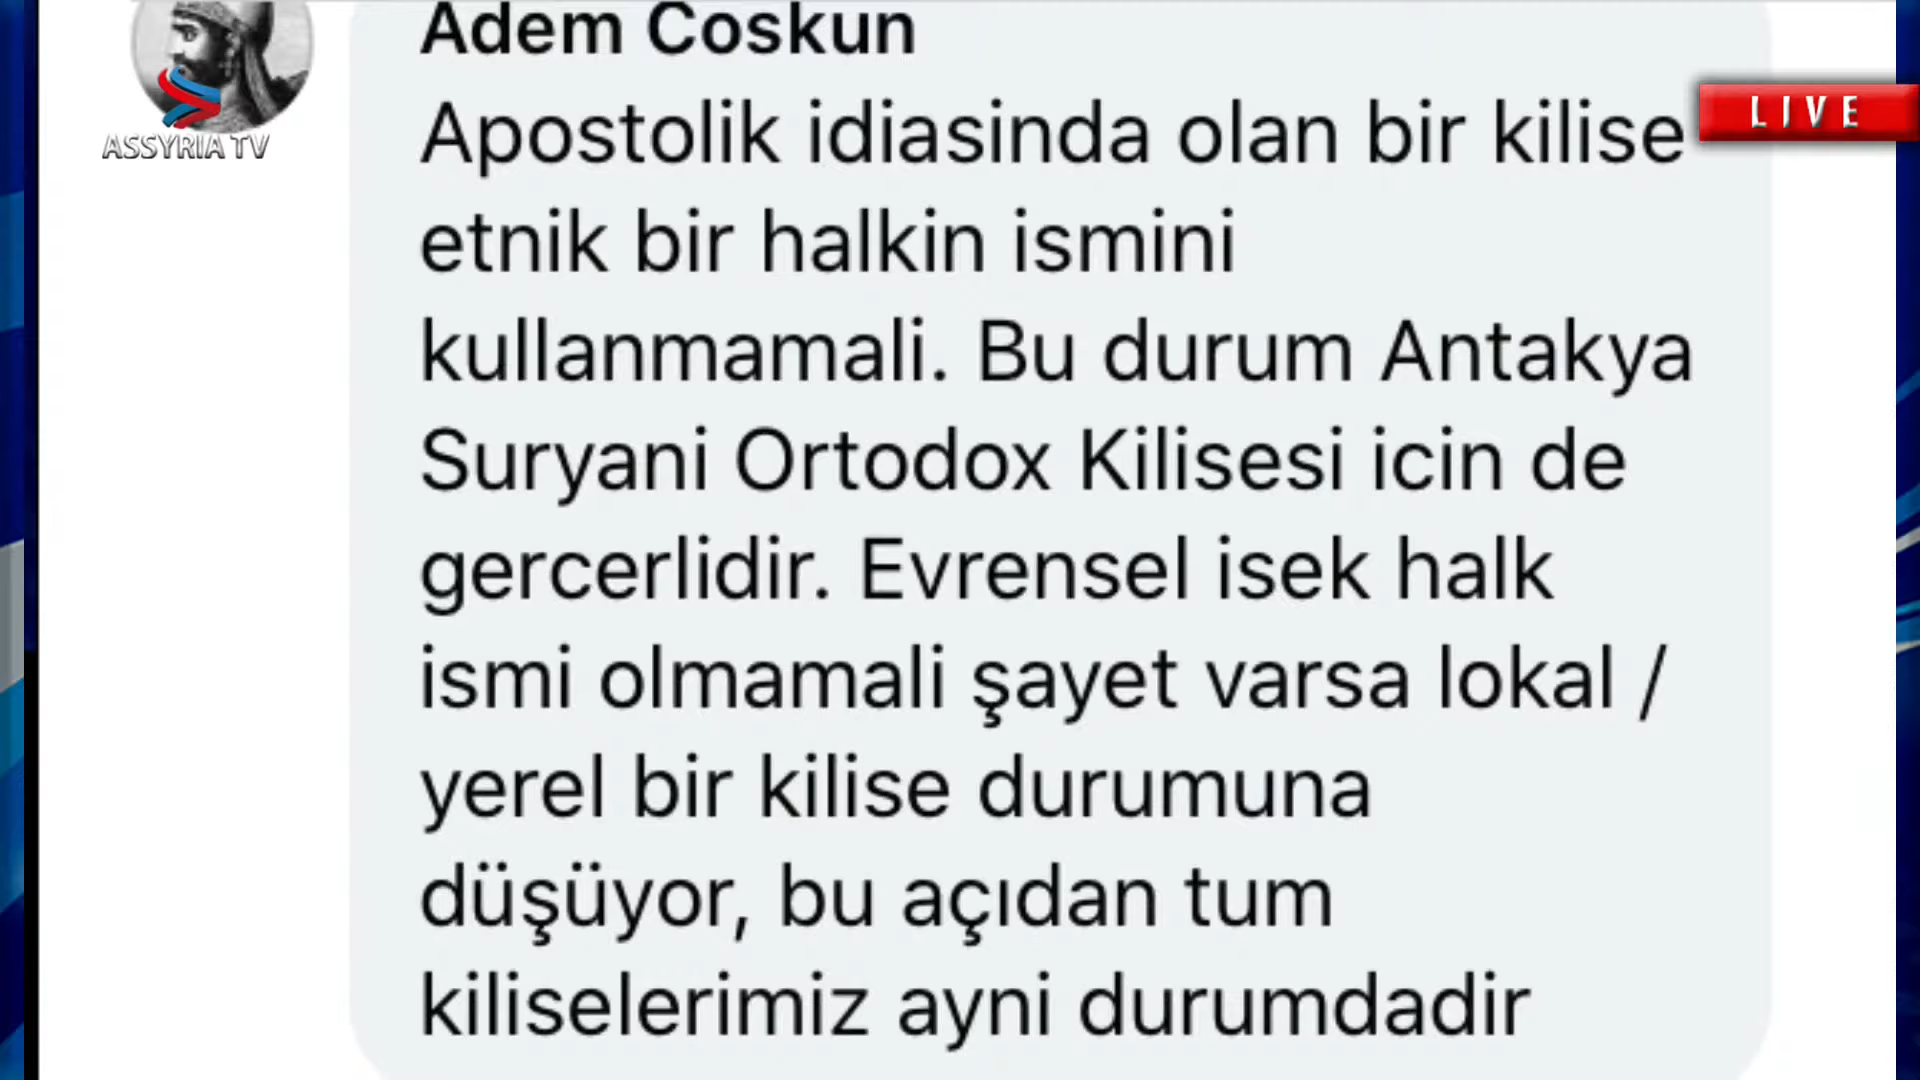 Adem Coskun
Apostolik idiasinda olan bir kilise
etnik bir halkin ismini
kullanmamali. Bu durum Antakya
Suryani Ortodox Kilisesi icin de
gercerlidir. Evrensel isek halk
ismi olmamali şayet varsa lokal /
yerel bir kilise durumuna
düşüyor, bu açıdan tum
kiliselerimiz ayni durumdadir
ASSYRIA TV
LIVE